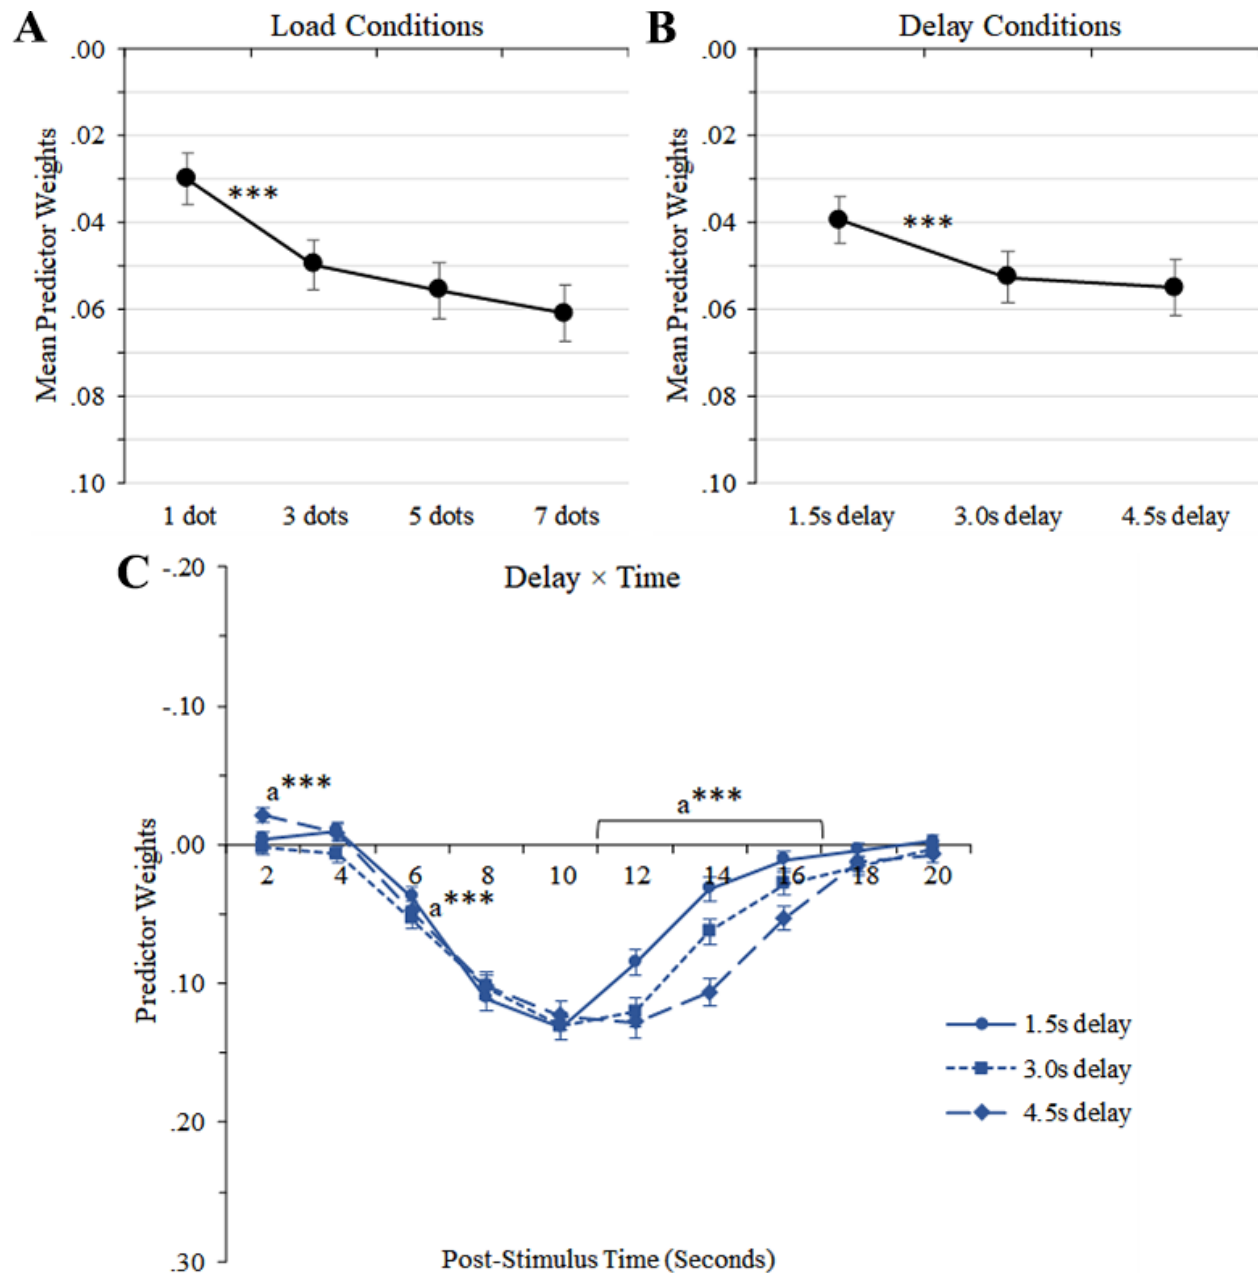 A
Load Conditions
Mean Predictor Weights
.00
.02
.04
.06
.08
.10
***
1 dot 3 dots 5 dots 7 dots
B
Delay Conditions
Mean Predictor Weights
.00
.02
.04
.06
.08
.10
***
1.5s delay 3.0s delay 4.5s delay
C
Delay × Time
Predictor Weights
-.20
-.10
.00
.10
.20
.30
a***
a***
a***
2 4 6 8 10 12 14 16 18 20
1.5s delay
3.0s delay
4.5s delay
Post-Stimulus Time (Seconds)